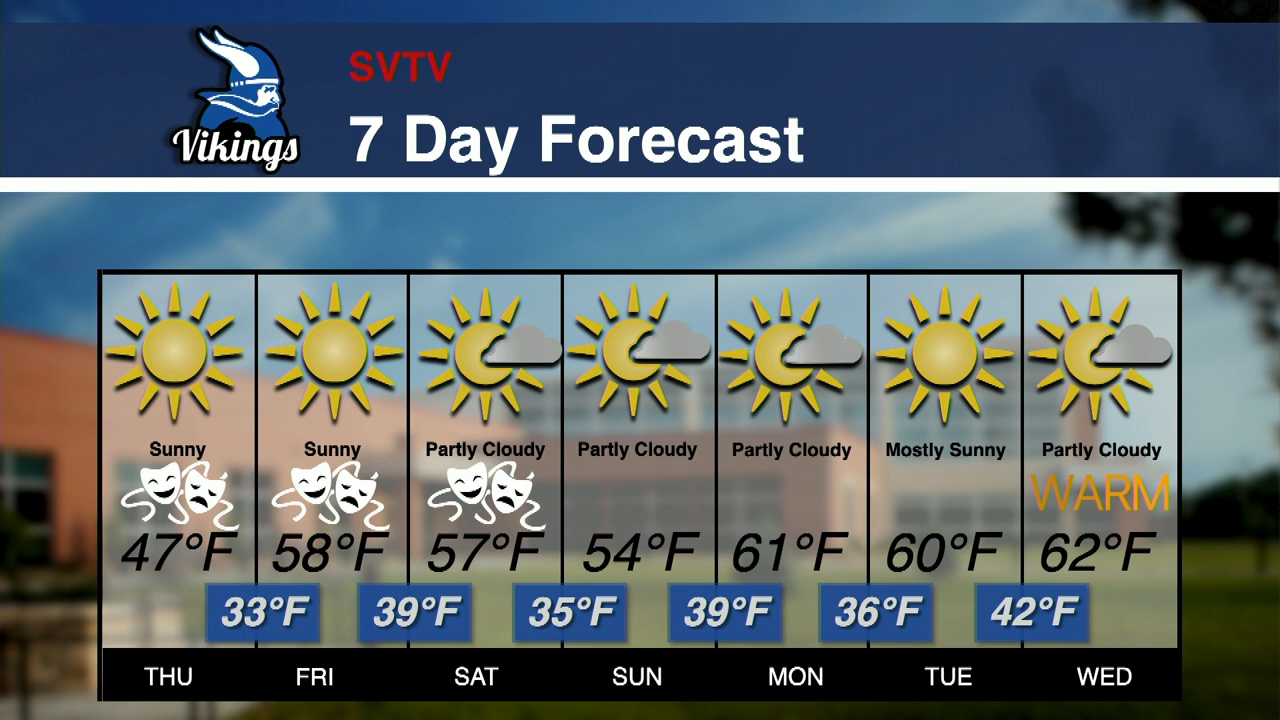 Vikings
SVTV
7 Day Forecast
Sunny Sunny Partly Cloudy Partly Cloudy Partly Cloudy Mostly Sunny Partly Cloudy
WARM
47°F 58°F 57°F 54°F 61°F 60°F 62°F
33°F 39°F 35°F 39°F 36°F 42°F
THU FRI SAT SUN MON TUE WED